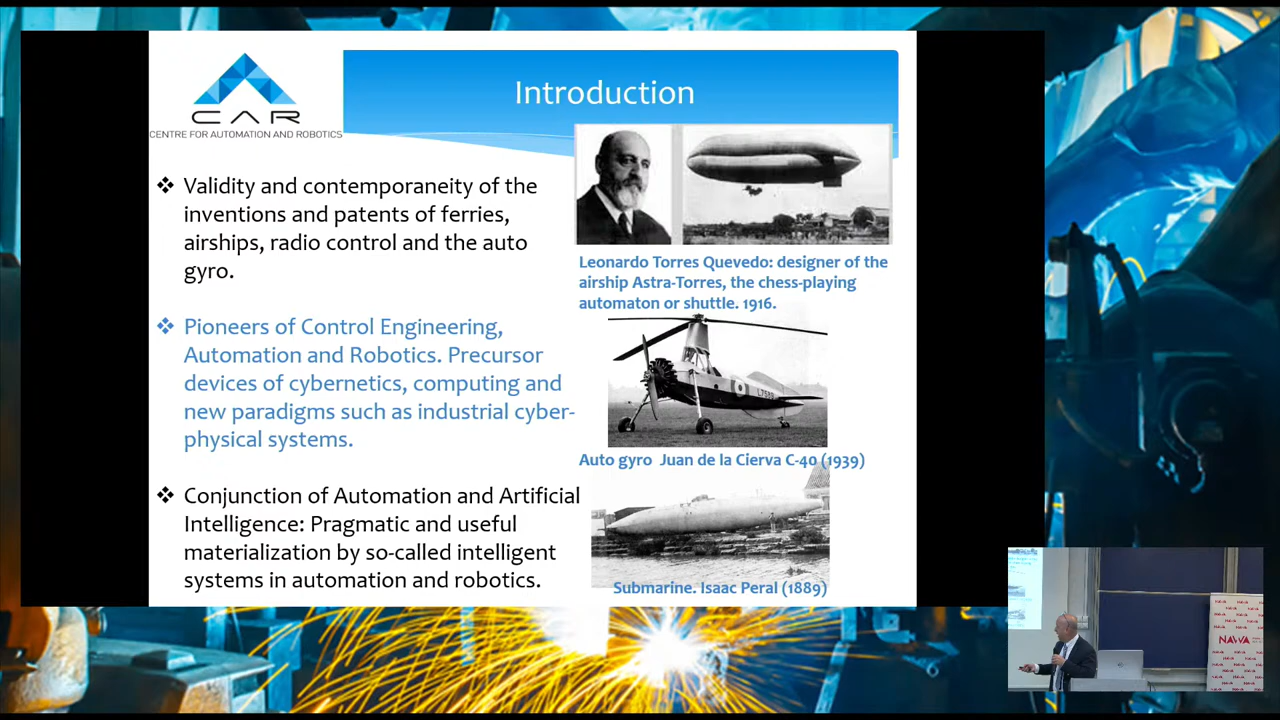 Introduction
CAR
CENTRE FOR AUTOMATION AND ROBOTICS
❖ Validity and contemporaneity of the
inventions and patents of ferries,
airships, radio control and the auto
gyro.
❖ Pioneers of Control Engineering,
Automation and Robotics. Precursor
devices of cybernetics, computing and
new paradigms such as industrial cyber-
physical systems.
❖ Conjunction of Automation and Artificial
Intelligence: Pragmatic and useful
materialization by so-called intelligent
systems in automation and robotics.
Leonardo Torres Quevedo: designer of the
airship Astra-Torres, the chess-playing
automaton or shuttle. 1916.
Auto gyro Juan de la Cierva C-40 (1939)
Submarine. Isaac Peral (1889)
NAWA